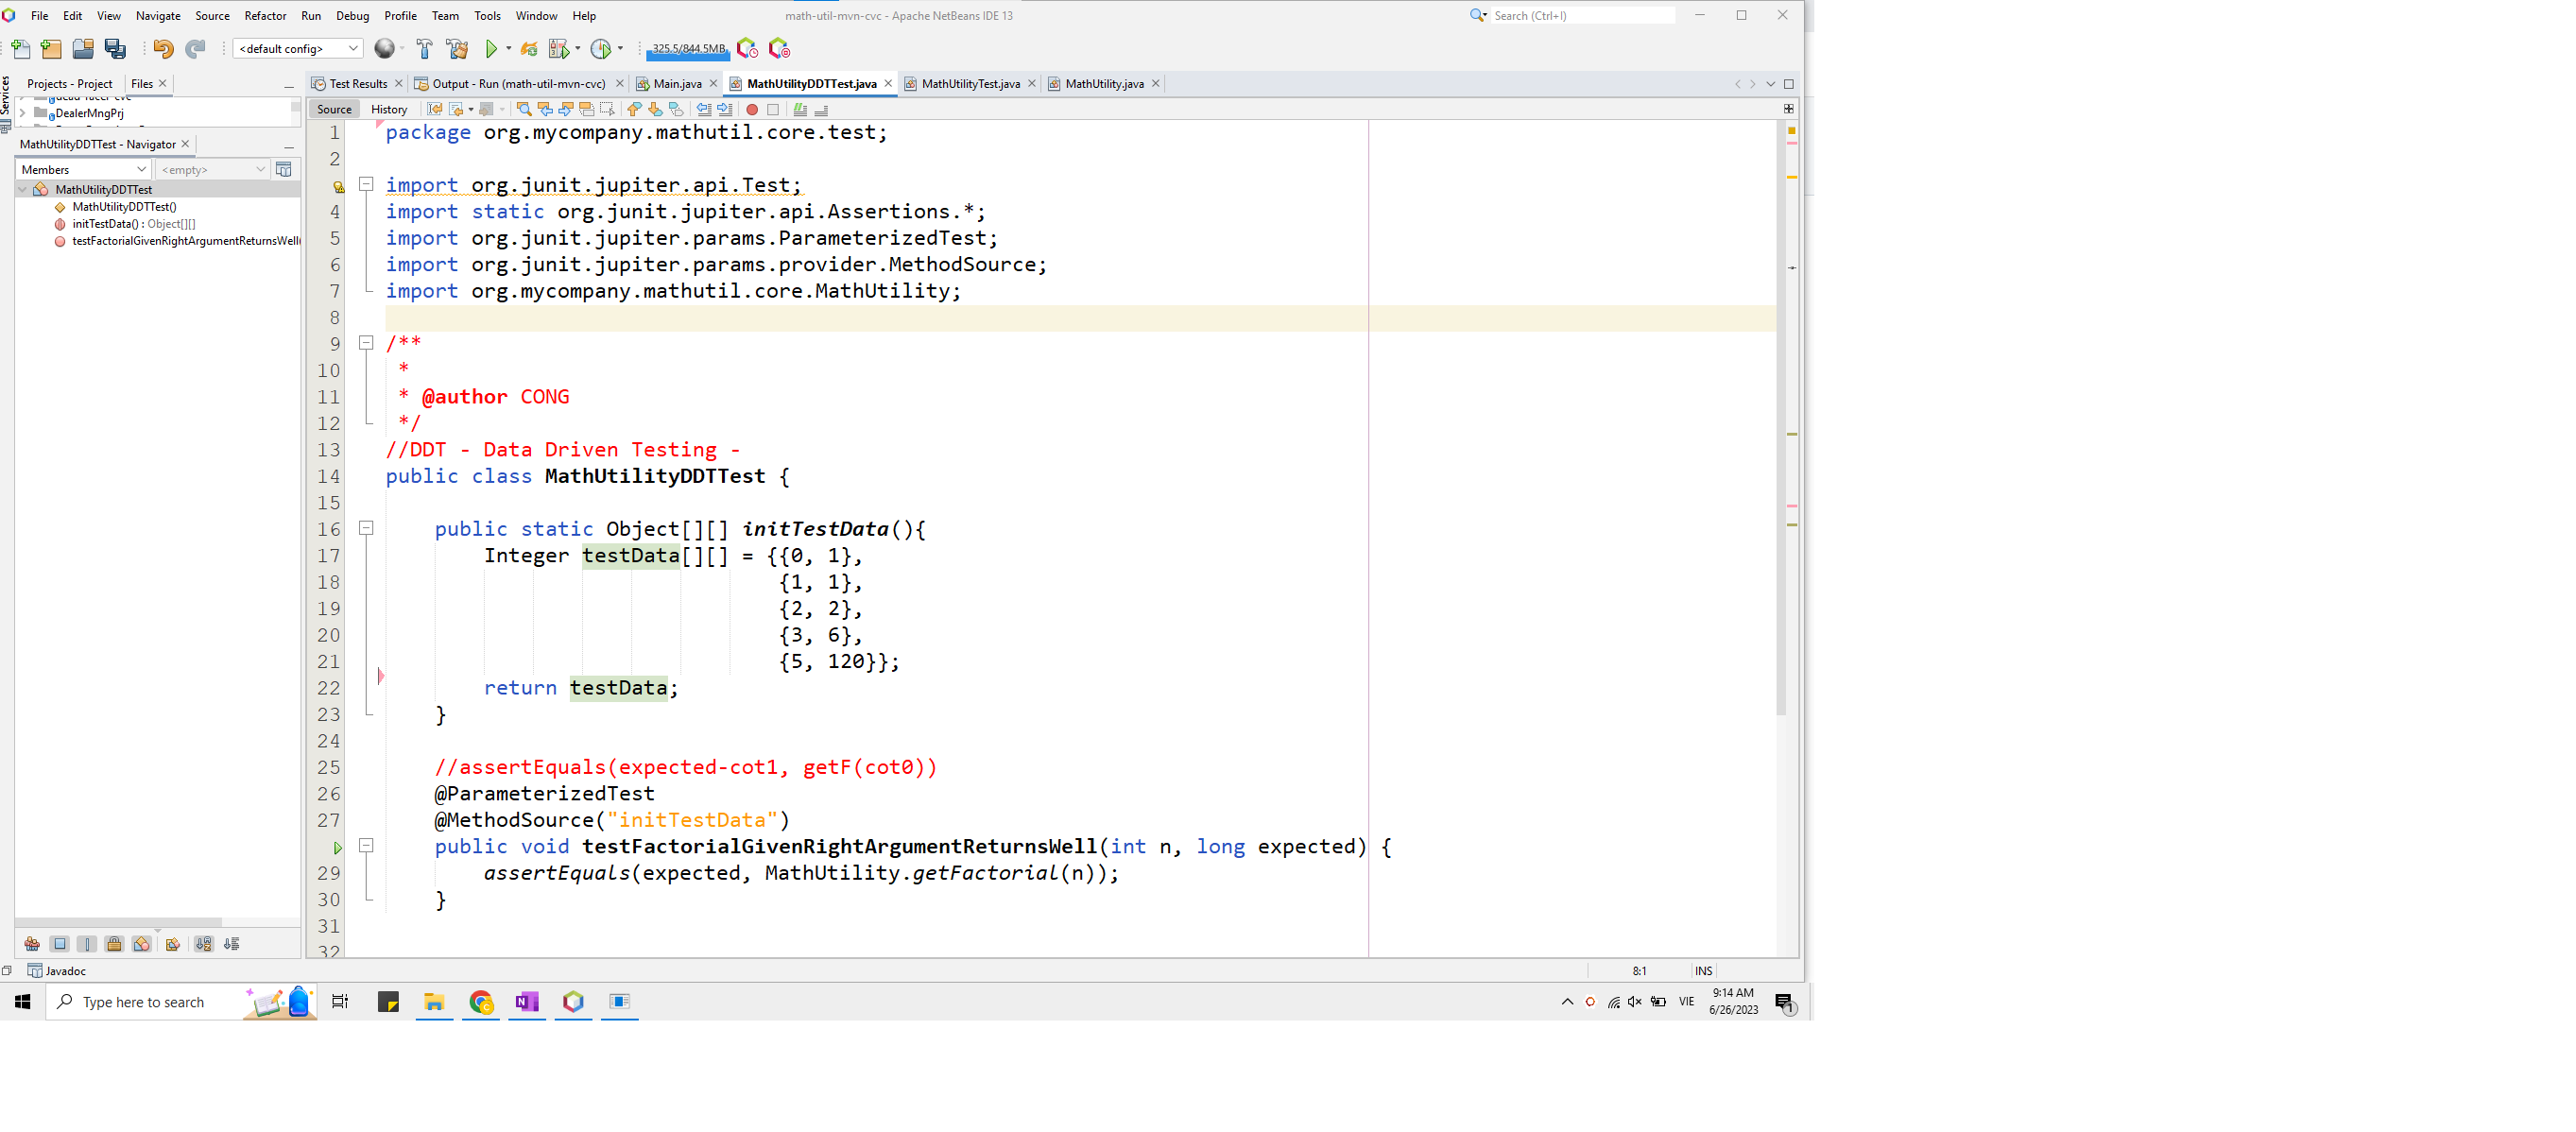 File Edit View Navigate Source Refactor Run Debug Profile Team Tools Window Help
math-util-mvn-cvc - Apache NetBeans IDE 13
Search (Ctrl+I)
<default config>
325.5/844.5MB
Services
Projects - Project
Files
Test Results
Output - Run (math-util-mvn-cvc)
Main.java
MathUtilityDDTTest.java
MathUtilityTest.java
MathUtility.java
DealerMngPrj
Source History
MathUtilityDDTTest - Navigator
Members
<empty>
MathUtilityDDTTest
MathUtilityDDTTest()
initTestData() : Object[][]
testFactorialGivenRightArgumentReturnsWell(
1 package org.mycompany.mathutil.core.test;
2
import org.junit.jupiter.api.Test;
4 import static org.junit.jupiter.api.Assertions.*;
5 import org.junit.jupiter.params.ParameterizedTest;
6 import org.junit.jupiter.params.provider.MethodSource;
7 import org.mycompany.mathutil.core.MathUtility;
8
9 /**
10 *
11 * @author CONG
12 */
13 //DDT - Data Driven Testing -
14 public class MathUtilityDDTTest {
15
16 public static Object[][] initTestData(){
17 Integer testData[][] = {{0, 1},
18 {1, 1},
19 {2, 2},
20 {3, 6},
21 {5, 120}};
22 return testData;
23 }
24
25 //assertEquals(expected-cot1, getF(cot0))
26 @ParameterizedTest
27 @MethodSource("initTestData")
public void testFactorialGivenRightArgumentReturnsWell(int n, long expected) {
29 assertEquals(expected, MathUtility.getFactorial(n));
30 }
31
32
Javadoc
8:1
INS
Type here to search
VIE
9:14 AM
6/26/2023
1